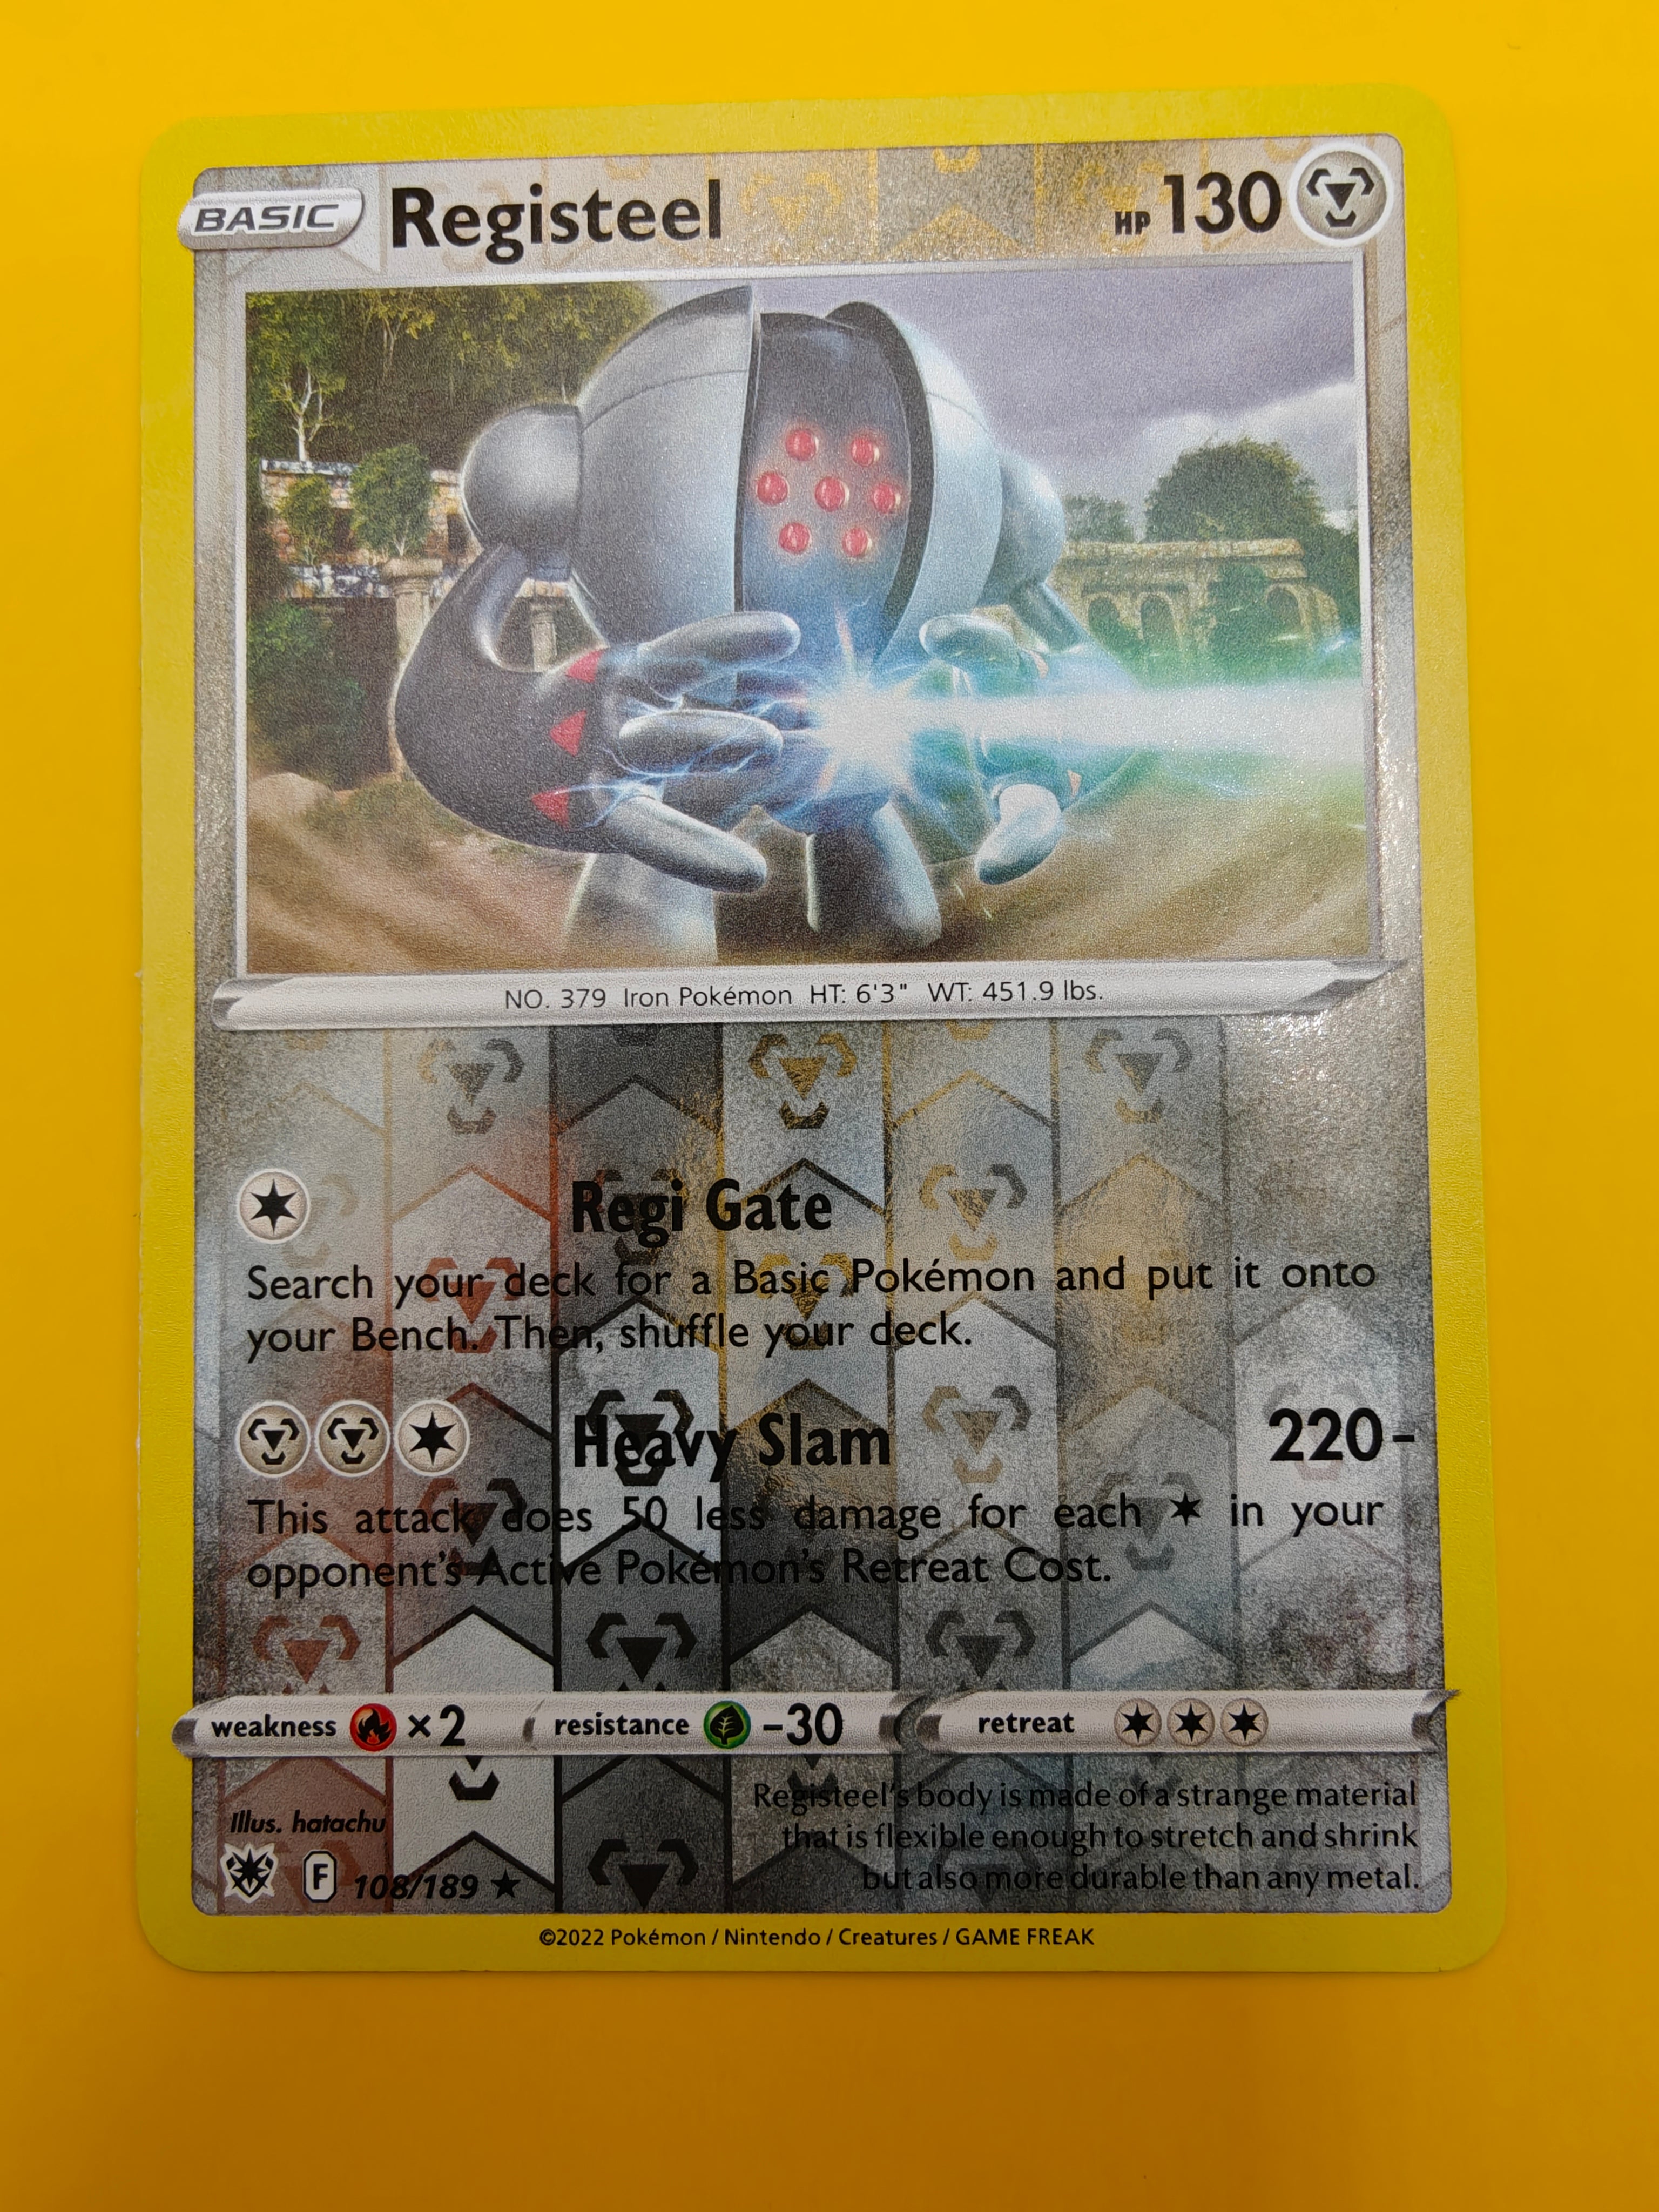 BASIC Registeel HP 130
NO. 379 Iron Pokémon HT: 6'3" WT: 451.9 lbs.
Regi Gate
Search your deck for a Basic Pokémon and put it onto
your Bench. Then, shuffle your deck.
Heavy Slam 220-
This attack does 50 less damage for each ✶ in your
opponent's Active Pokémon's Retreat Cost.
weakness ×2 resistance -30 retreat
Registeel's body is made of a strange material
that is flexible enough to stretch and shrink
but also more durable than any metal.
Illus. hatachu
F 108/189 ★
©2022 Pokémon / Nintendo / Creatures / GAME FREAK